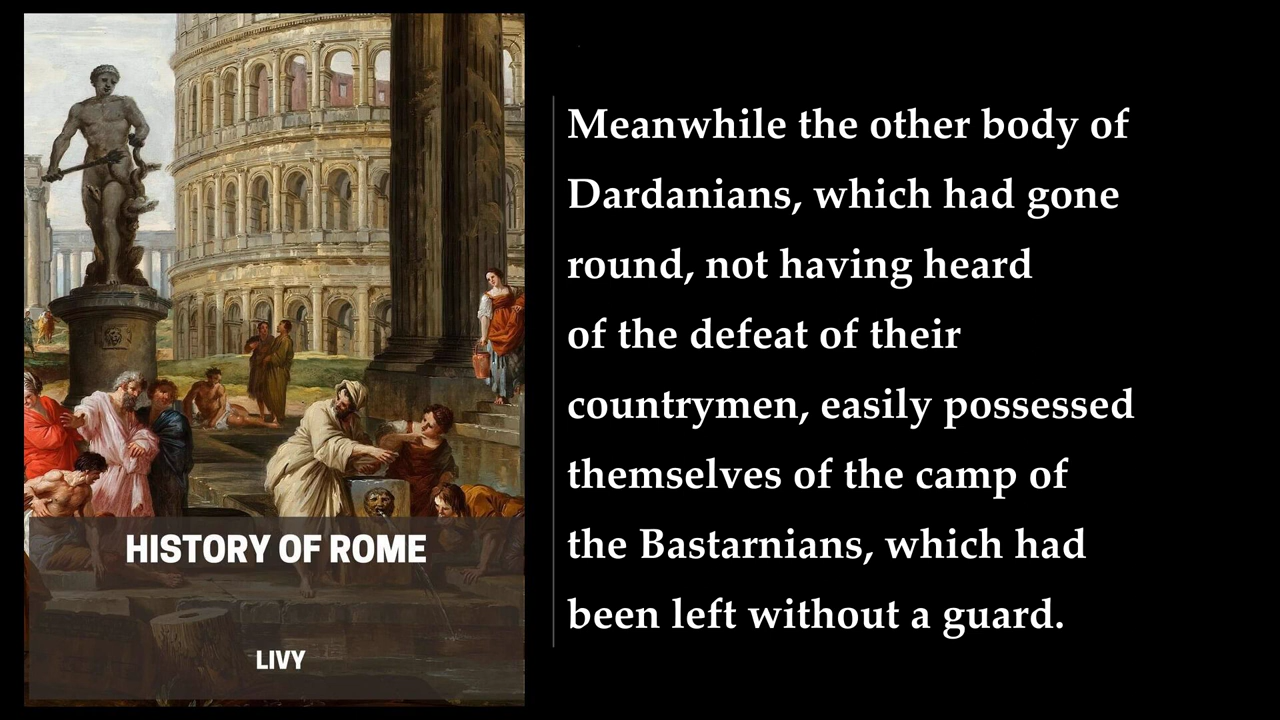 HISTORY OF ROME
LIVY
Meanwhile the other body of
Dardanians, which had gone
round, not having heard
of the defeat of their
countrymen, easily possessed
themselves of the camp of
the Bastarnians, which had
been left without a guard.